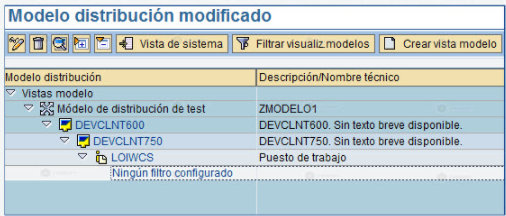 Modelo distribución modificado
Vista de sistema Filtrar visualiz.modelos Crear vista modelo
Modelo distribución Descripción/Nombre técnico
Vistas modelo
Módelo de distribución de test ZMODELO1
DEVCLNT600 DEVCLNT600. Sin texto breve disponible.
DEVCLNT750 DEVCLNT750. Sin texto breve disponible.
LOIWCS Puesto de trabajo
Ningún filtro configurado